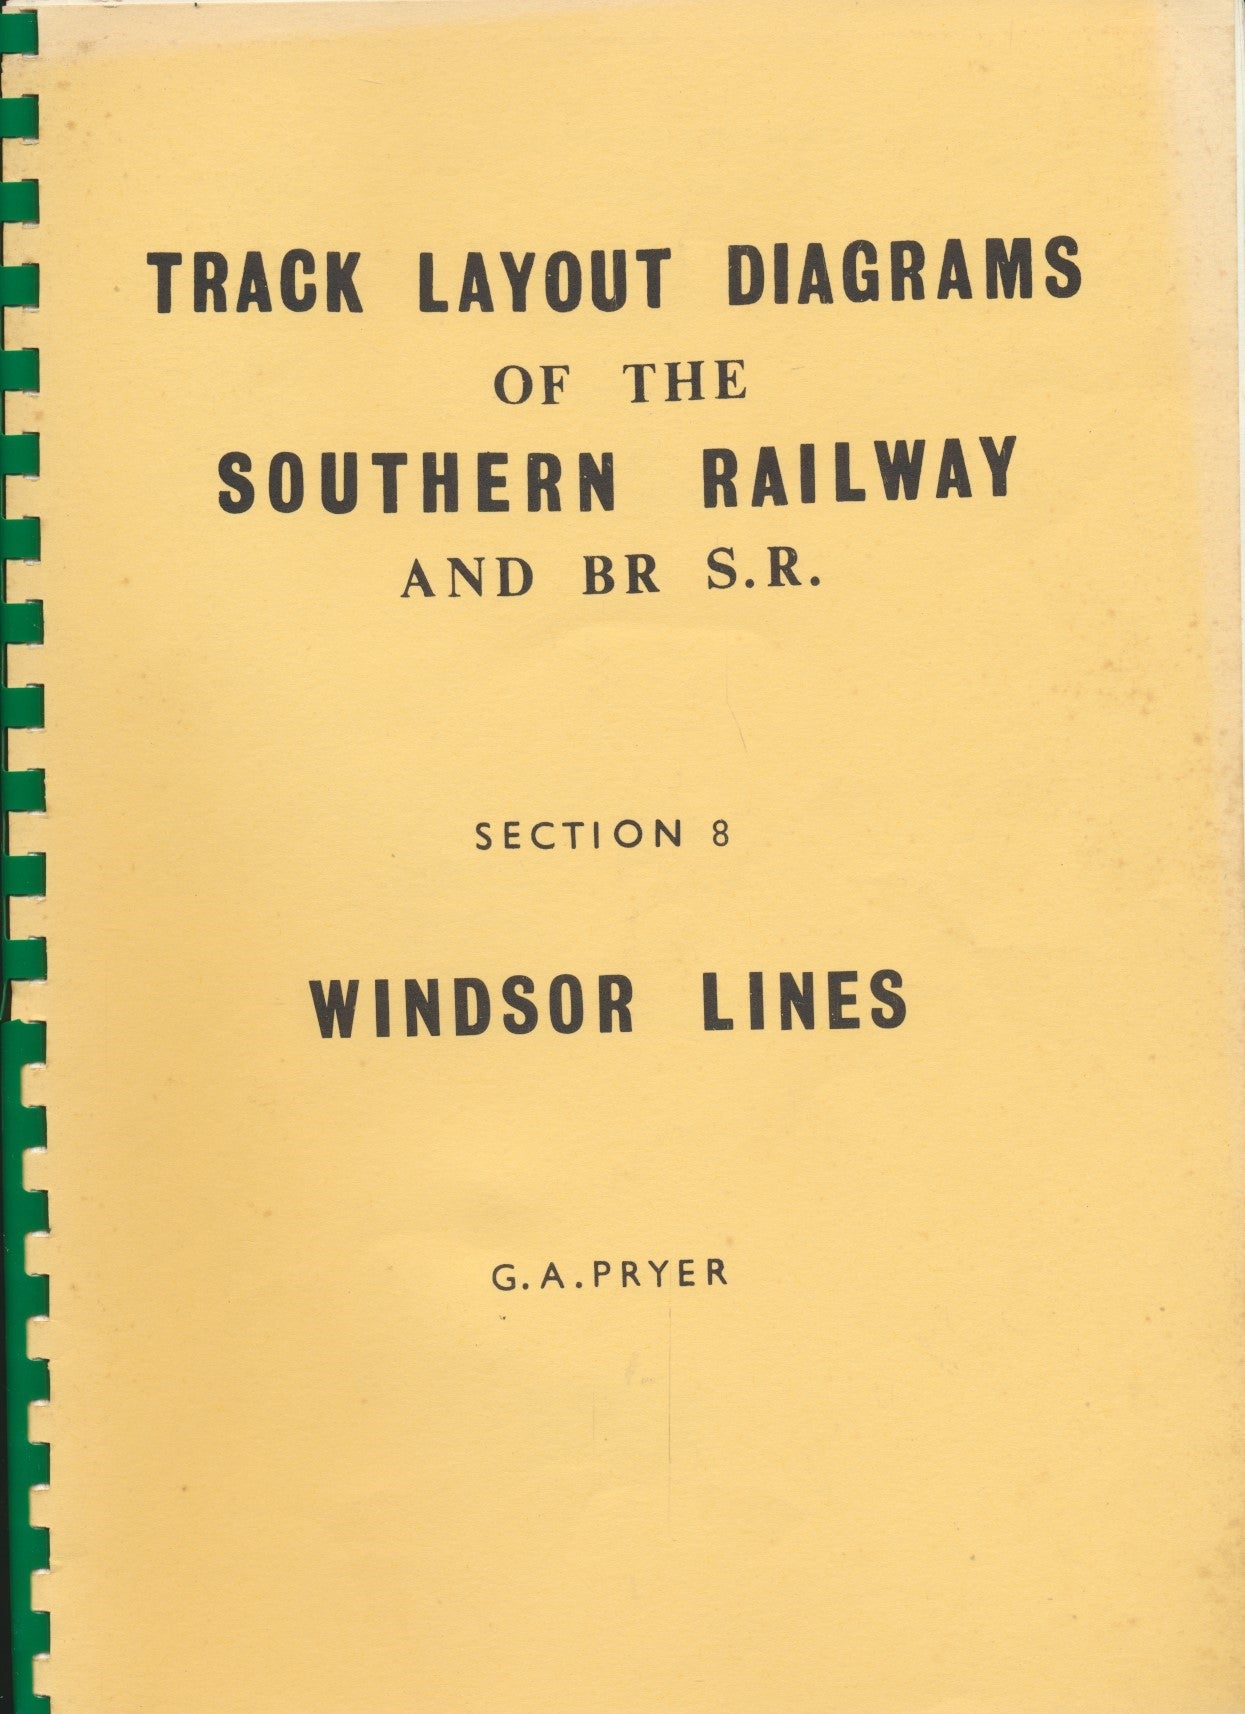 TRACK LAYOUT DIAGRAMS
OF THE
SOUTHERN RAILWAY
AND BR S.R.
SECTION 8
WINDSOR LINES
G.A.PRYER